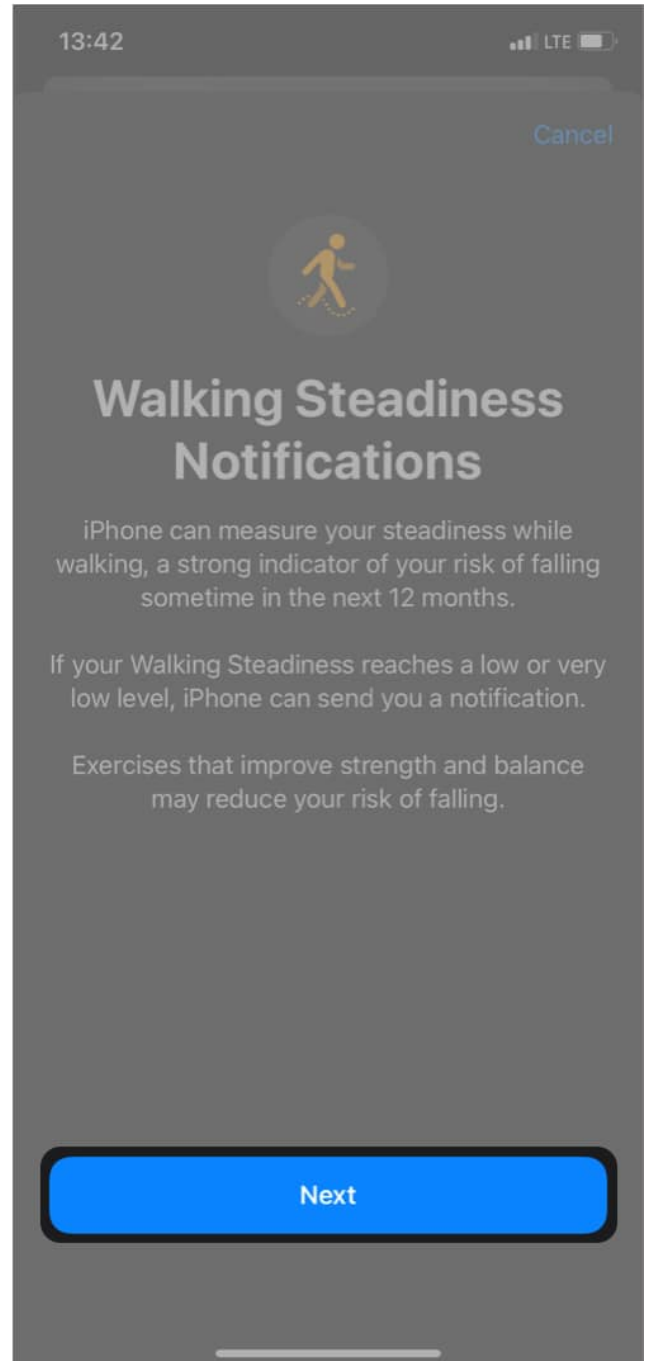 13:42
LTE
Cancel
Walking Steadiness
Notifications
iPhone can measure your steadiness while
walking, a strong indicator of your risk of falling
sometime in the next 12 months.
If your Walking Steadiness reaches a low or very
low level, iPhone can send you a notification.
Exercises that improve strength and balance
may reduce your risk of falling.
Next